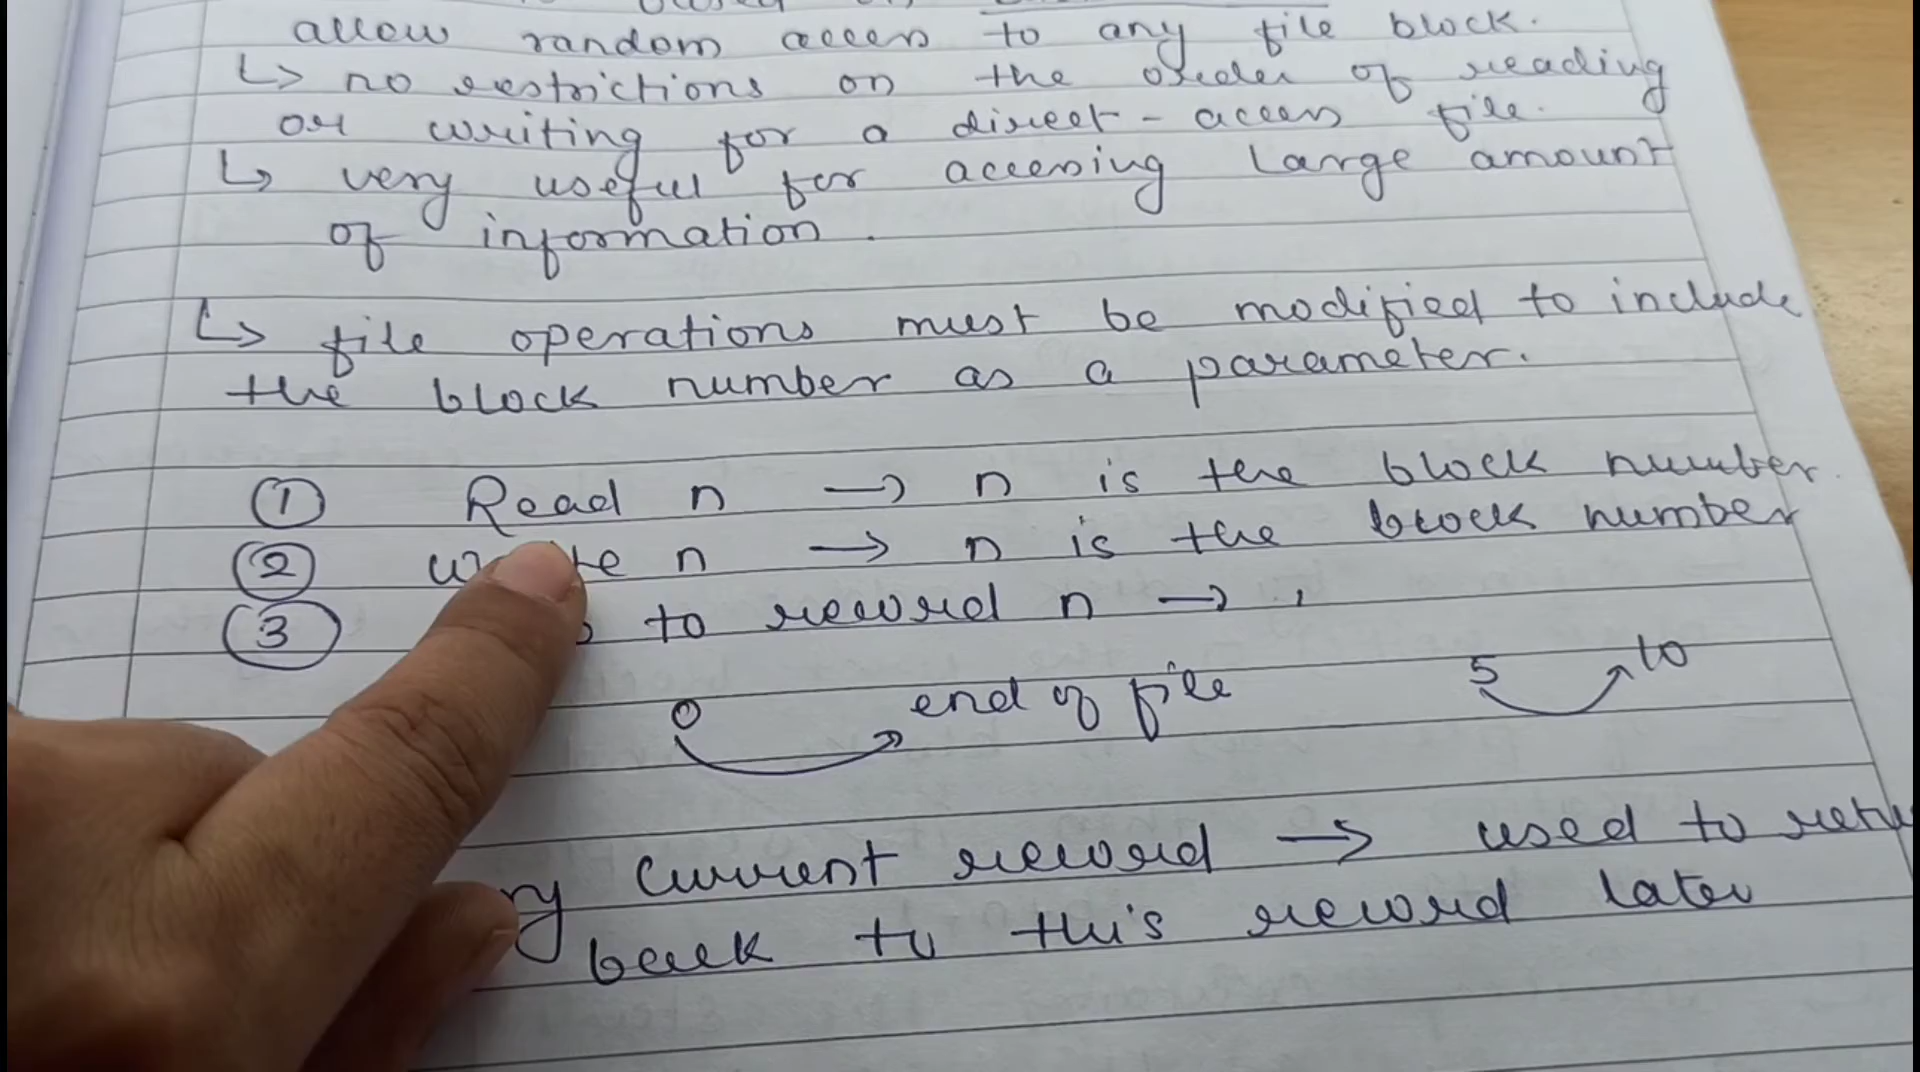 allow random access to any file block.
↳ no restrictions on the order of reading
or writing for a direct - access file.
↳ very useful for accessing large amount
of information.
↳ file operations must be modified to include
the block number as a parameter.
① Read n → n is the block number.
② n → n is the block number
③ to record n →
0 end of file 5 10
current record → used to
back to this record later